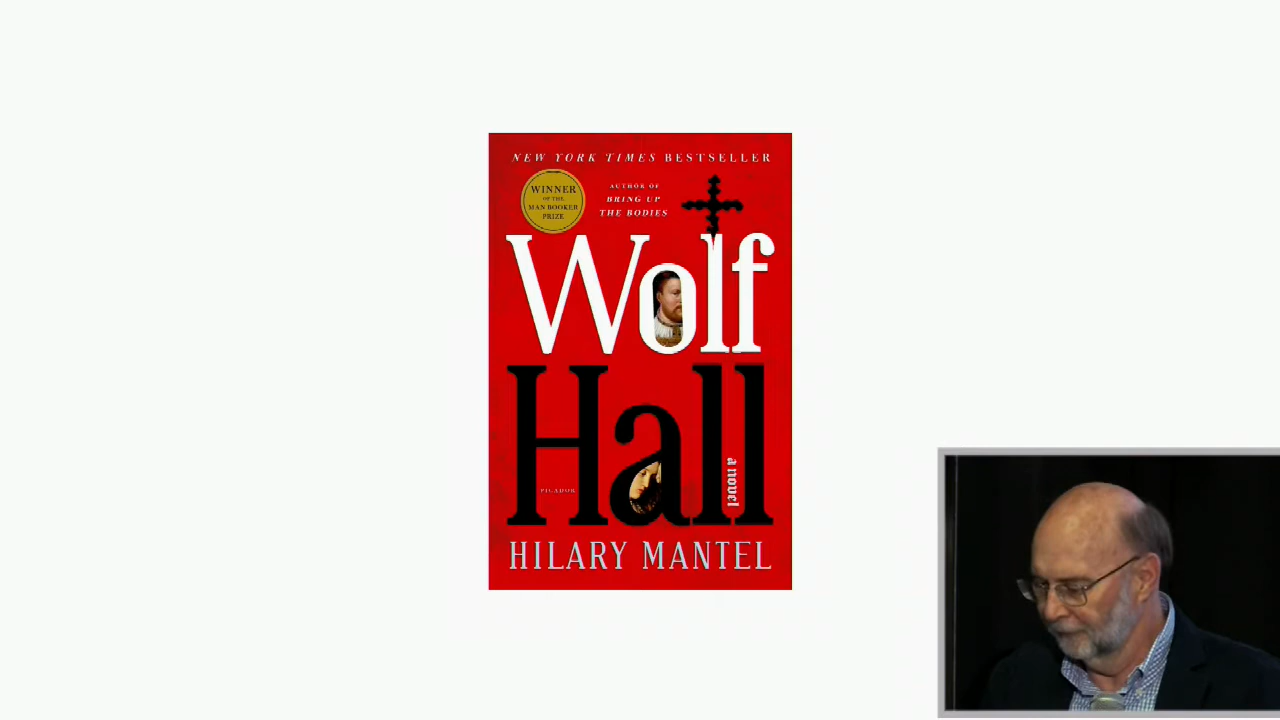 NEW YORK TIMES BESTSELLER
WINNER
OF THE
MAN BOOKER
PRIZE
AUTHOR OF
BRING UP
THE BODIES
Wolf
Hall
a novel
PICADOR
HILARY MANTEL